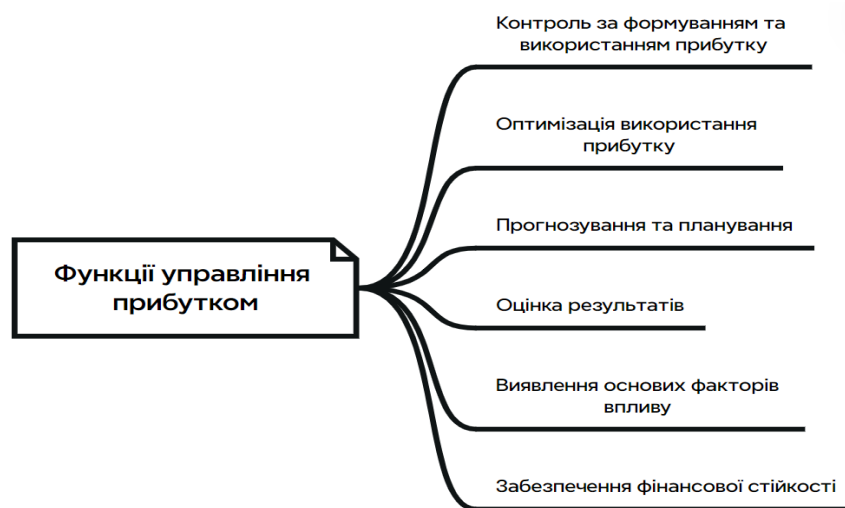 Функції управління
прибутком
Контроль за формуванням та
використанням прибутку
Оптимізація використання
прибутку
Прогнозування та планування
Оцінка результатів
Виявлення основих факторів
впливу
Забезпечення фінансової стійкості